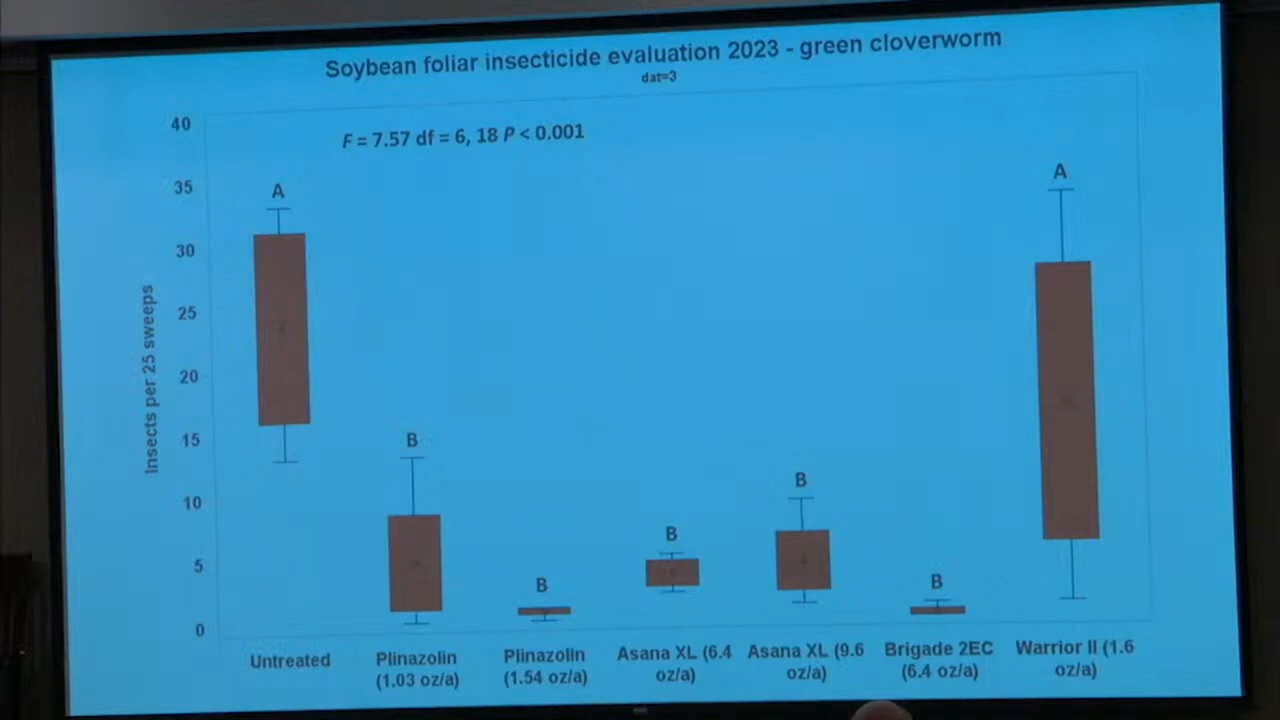 Soybean foliar insecticide evaluation 2023 - green cloverworm
dat=3
F = 7.57 df = 6, 18 P < 0.001
Insects per 25 sweeps
40
35
30
25
20
15
10
5
0
A
B
B
B
B
B
A
Untreated
Plinazolin
(1.03 oz/a)
Plinazolin
(1.54 oz/a)
Asana XL (6.4
oz/a)
Asana XL (9.6
oz/a)
Brigade 2EC
(6.4 oz/a)
Warrior II (1.6
oz/a)